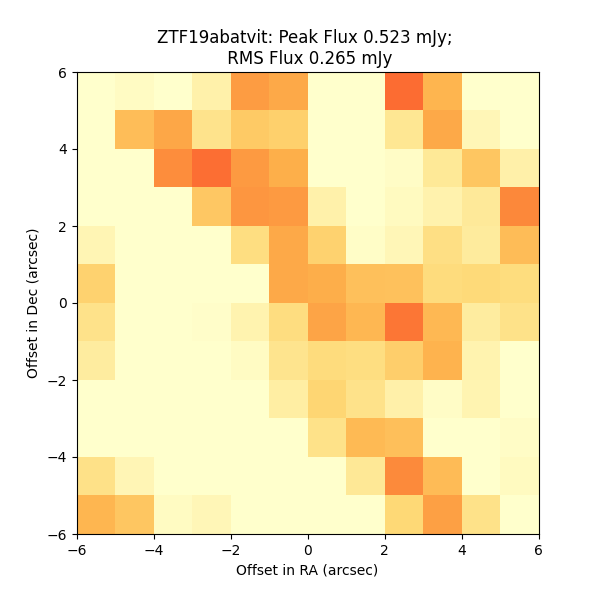 ZTF19abatvit: Peak Flux 0.523 mJy;
RMS Flux 0.265 mJy
6
4
2
0
−2
−4
−6
Offset in Dec (arcsec)
−6 −4 −2 0 2 4 6
Offset in RA (arcsec)